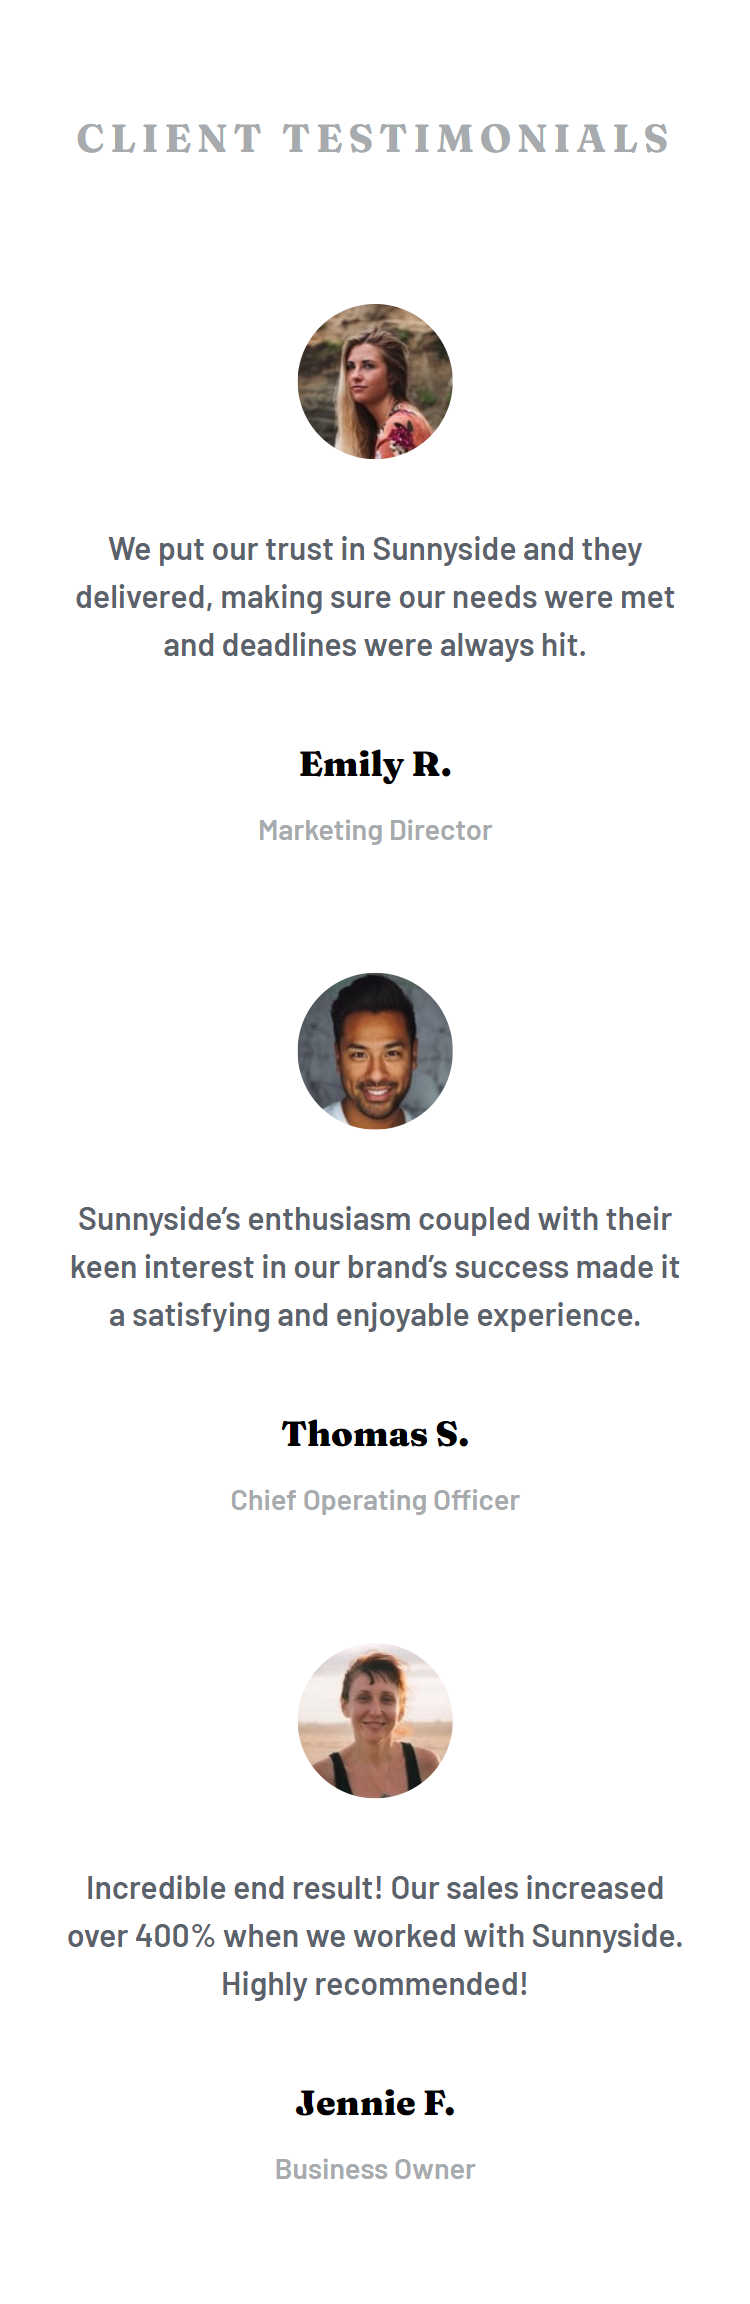 CLIENT TESTIMONIALS
We put our trust in Sunnyside and they
delivered, making sure our needs were met
and deadlines were always hit.
Emily R.
Marketing Director
Sunnyside’s enthusiasm coupled with their
keen interest in our brand’s success made it
a satisfying and enjoyable experience.
Thomas S.
Chief Operating Officer
Incredible end result! Our sales increased
over 400% when we worked with Sunnyside.
Highly recommended!
Jennie F.
Business Owner